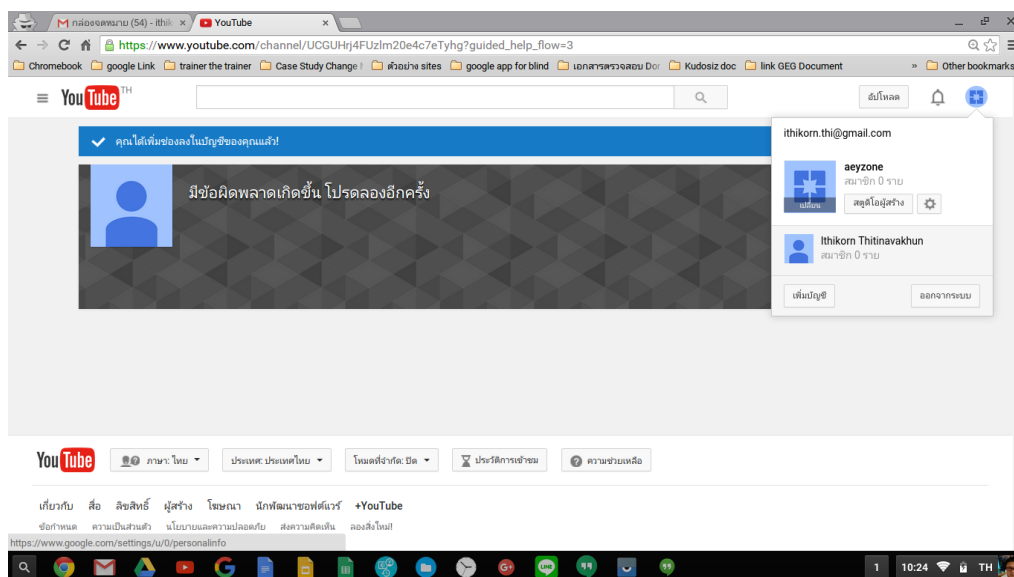 กล่องจดหมาย (54) - ithik
YouTube
https://www.youtube.com/channel/UCGUHrj4FUzlm20e4c7eTyhg?guided_help_flow=3
Chromebook google Link trainer the trainer Case Study Change ตัวอย่าง sites google app for blind เอกสารตรวจสอบ Dor Kudosiz doc link GEG Document » Other bookmarks
YouTube TH อัปโหลด
คุณได้เพิ่มช่องลงในบัญชีของคุณแล้ว!
มีข้อผิดพลาดเกิดขึ้น โปรดลองอีกครั้ง
ithikorn.thi@gmail.com
aeyzone
สมาชิก 0 ราย
เปลี่ยน สตูดิโอผู้สร้าง
Ithikorn Thitinavakhun
สมาชิก 0 ราย
เพิ่มบัญชี ออกจากระบบ
YouTube ภาษา: ไทย ประเทศ: ประเทศไทย โหมดที่จำกัด: ปิด ประวัติการเข้าชม ความช่วยเหลือ
เกี่ยวกับ สื่อ ลิขสิทธิ์ ผู้สร้าง โฆษณา นักพัฒนาซอฟต์แวร์ +YouTube
ข้อกำหนด ความเป็นส่วนตัว นโยบายและความปลอดภัย ส่งความคิดเห็น ลองสิ่งใหม่!
https://www.google.com/settings/u/0/personalinfo
LINE 1 10:24 TH